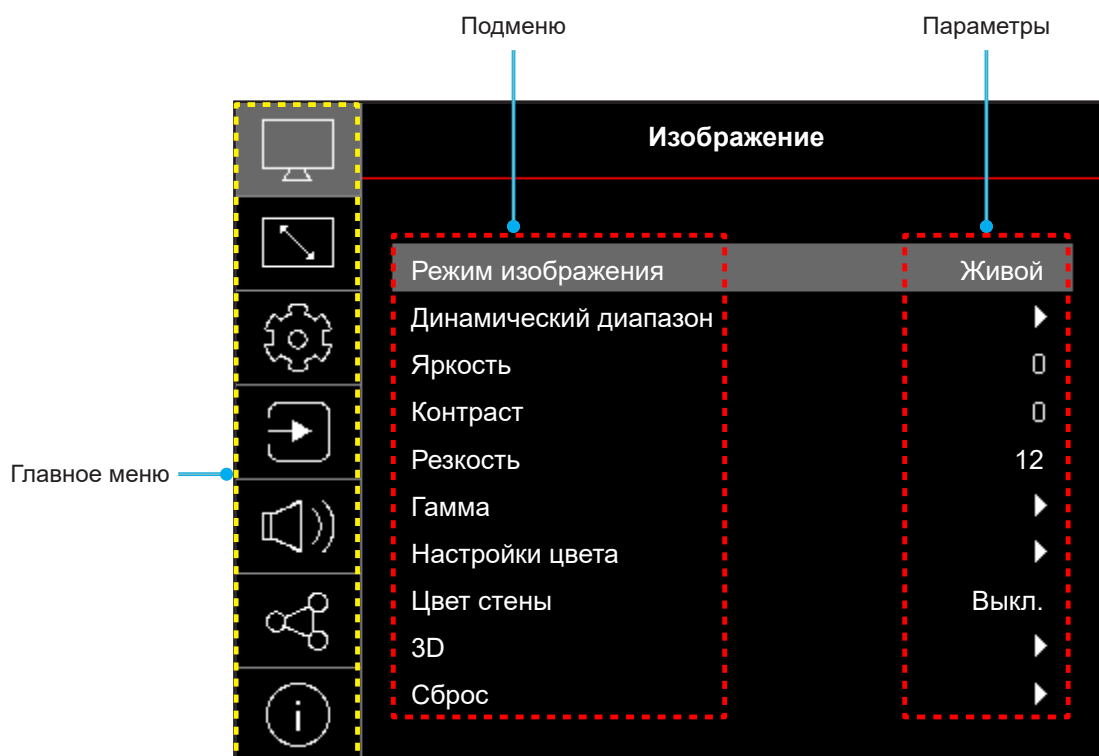 Подменю Параметры
Изображение
Режим изображения Живой
Динамический диапазон
Яркость 0
Контраст 0
Резкость 12
Главное меню
Гамма
Настройки цвета
Цвет стены Выкл.
3D
Сброс
i